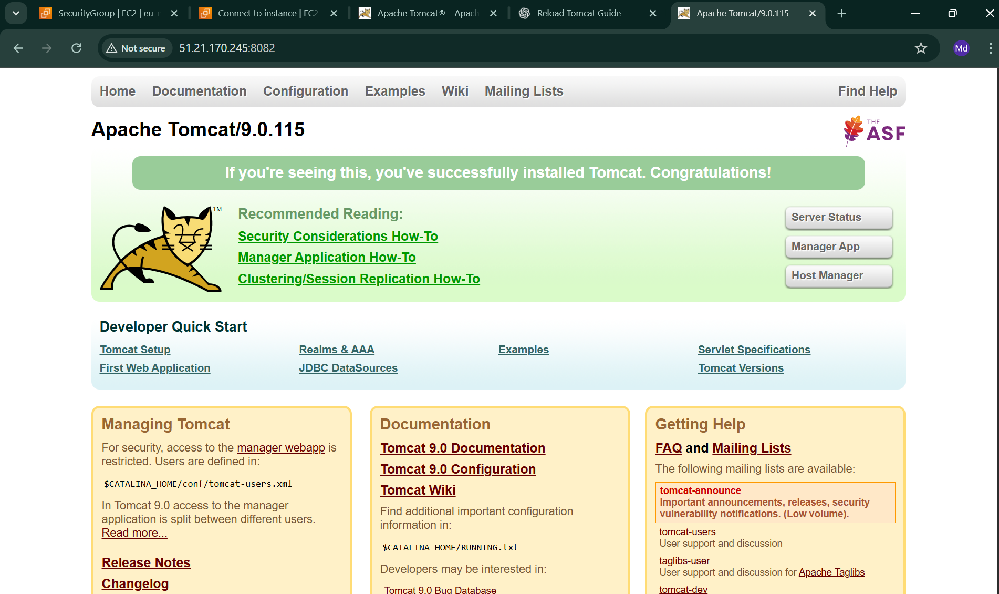 SecurityGroup | EC2 | eu-n
Connect to instance | EC2
Apache Tomcat® - Apach
Reload Tomcat Guide
Apache Tomcat/9.0.115
Not secure
51.21.170.245:8082
Md
Home Documentation Configuration Examples Wiki Mailing Lists Find Help
Apache Tomcat/9.0.115
THE
ASF
If you're seeing this, you've successfully installed Tomcat. Congratulations!
TM
Recommended Reading:
Security Considerations How-To
Manager Application How-To
Clustering/Session Replication How-To
Server Status
Manager App
Host Manager
Developer Quick Start
Tomcat Setup Realms & AAA Examples Servlet Specifications
First Web Application JDBC DataSources Tomcat Versions
Managing Tomcat
For security, access to the manager webapp is
restricted. Users are defined in:
$CATALINA_HOME/conf/tomcat-users.xml
In Tomcat 9.0 access to the manager
application is split between different users.
Read more...
Release Notes
Changelog
Documentation
Tomcat 9.0 Documentation
Tomcat 9.0 Configuration
Tomcat Wiki
Find additional important configuration
information in:
$CATALINA_HOME/RUNNING.txt
Developers may be interested in:
Tomcat 9.0 Bug Database
Getting Help
FAQ and Mailing Lists
The following mailing lists are available:
tomcat-announce
Important announcements, releases, security
vulnerability notifications. (Low volume).
tomcat-users
User support and discussion
taglibs-user
User support and discussion for Apache Taglibs
tomcat-dev